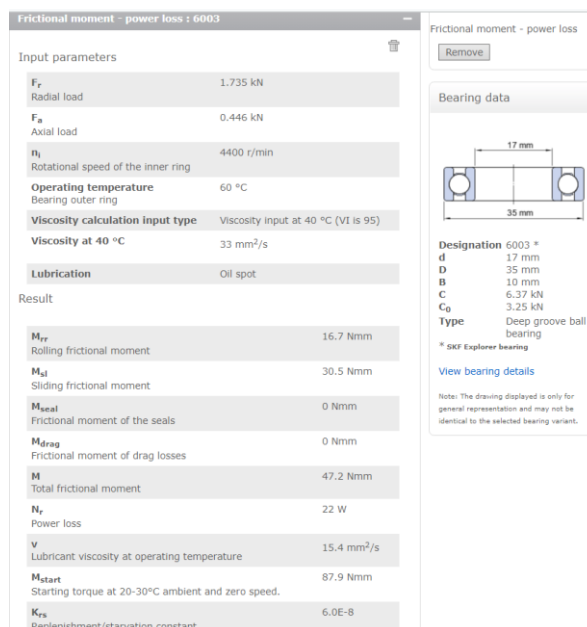 Frictional moment - power loss : 6003
Input parameters
Fr 1.735 kN
Radial load
Fa 0.446 kN
Axial load
ni 4400 r/min
Rotational speed of the inner ring
Operating temperature 60 °C
Bearing outer ring
Viscosity calculation input type Viscosity input at 40 °C (VI is 95)
Viscosity at 40 °C 33 mm²/s
Lubrication Oil spot
Result
Mrr 16.7 Nmm
Rolling frictional moment
Msl 30.5 Nmm
Sliding frictional moment
Mseal 0 Nmm
Frictional moment of the seals
Mdrag 0 Nmm
Frictional moment of drag losses
M 47.2 Nmm
Total frictional moment
Nr 22 W
Power loss
ν 15.4 mm²/s
Lubricant viscosity at operating temperature
Mstart 87.9 Nmm
Starting torque at 20-30°C ambient and zero speed.
Krs 6.0E-8
Replenishment/starvation constant
Frictional moment - power loss
Remove
Bearing data
17 mm
35 mm
Designation 6003 *
d 17 mm
D 35 mm
B 10 mm
C 6.37 kN
C0 3.25 kN
Type Deep groove ball
bearing
* SKF Explorer bearing
View bearing details
Note: The drawing displayed is only for
general representation and may not be
identical to the selected bearing variant.